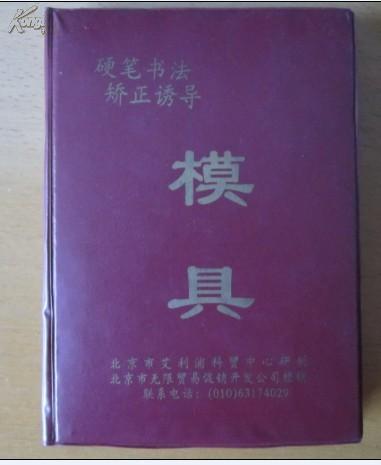 硬笔书法
矫正诱导
模
具
北京市艾利浦科贸中心研制
北京市无限贸易促销开发公司经销
联系电话：(010)63174029